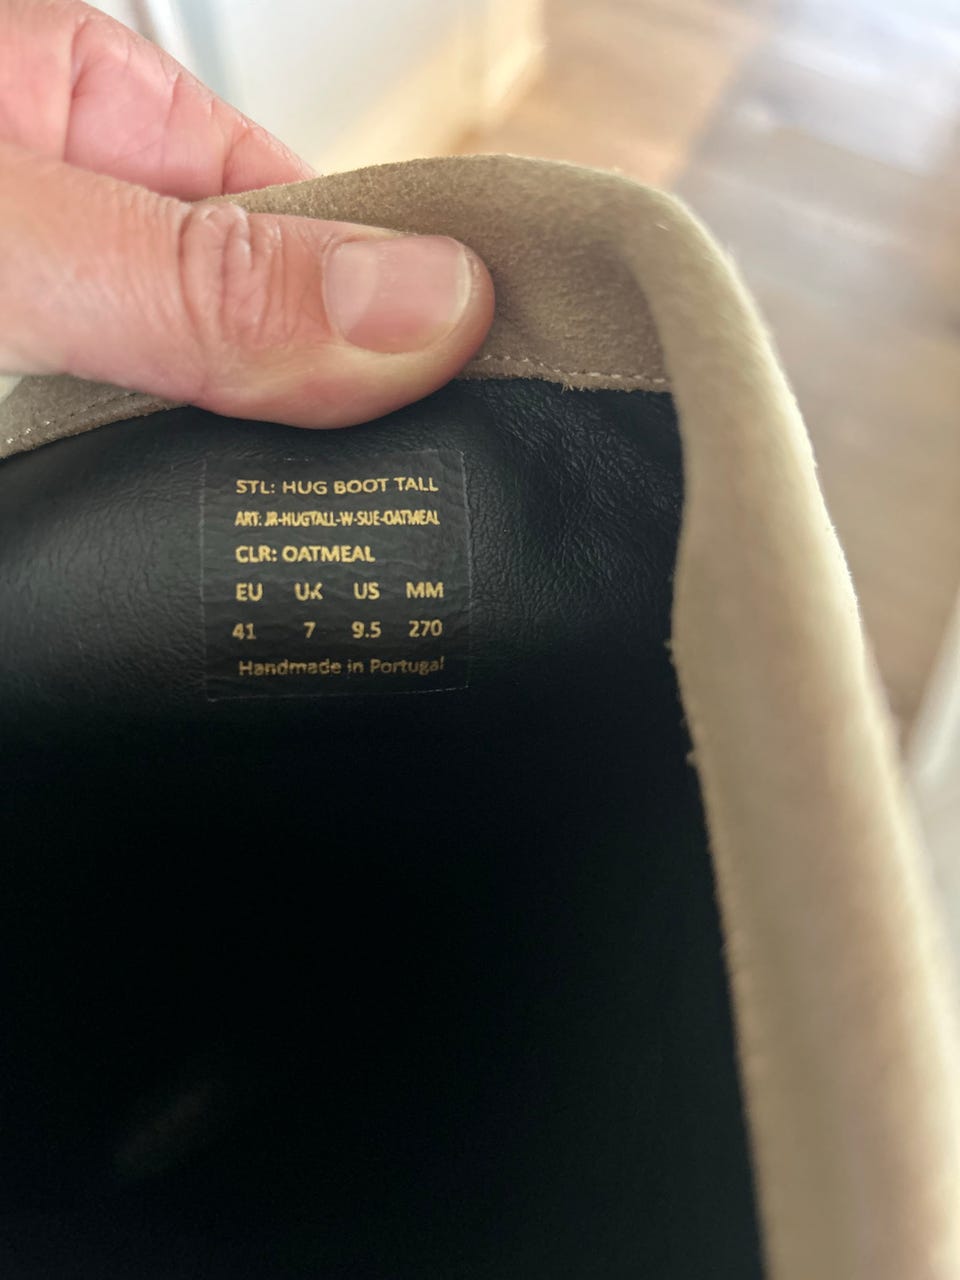 STL: HUG BOOT TALL
ART: JR-HUGTALL-W-SUE-OATMEAL
CLR: OATMEAL
EU UK US MM
41 7 9.5 270
Handmade in Portugal